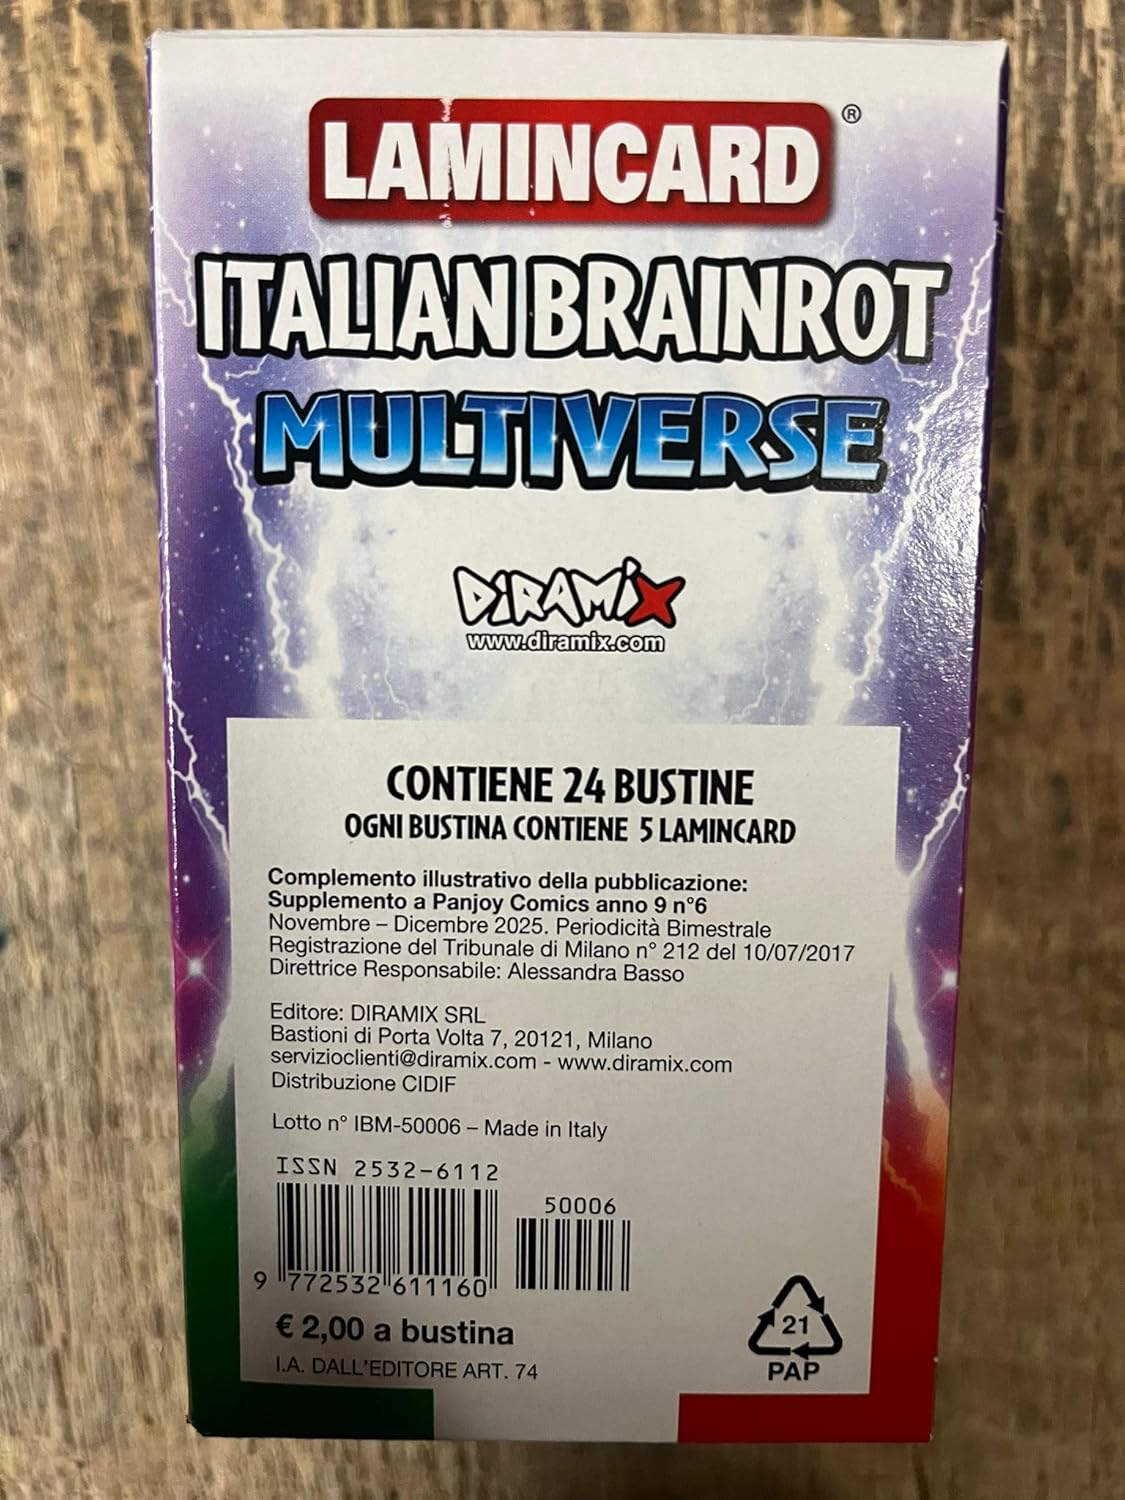 LAMINCARD ®
ITALIAN BRAINROT
MULTIVERSE
DIRAMIX
www.diramix.com
CONTIENE 24 BUSTINE
OGNI BUSTINA CONTIENE 5 LAMINCARD
Complemento illustrativo della pubblicazione:
Supplemento a Panjoy Comics anno 9 n°6
Novembre – Dicembre 2025. Periodicità Bimestrale
Registrazione del Tribunale di Milano n° 212 del 10/07/2017
Direttrice Responsabile: Alessandra Basso
Editore: DIRAMIX SRL
Bastioni di Porta Volta 7, 20121, Milano
servizioclienti@diramix.com - www.diramix.com
Distribuzione CIDIF
Lotto n° IBM-50006 – Made in Italy
ISSN 2532-6112
50006
9 772532 611160
€ 2,00 a bustina
I.A. DALL'EDITORE ART. 74
21
PAP